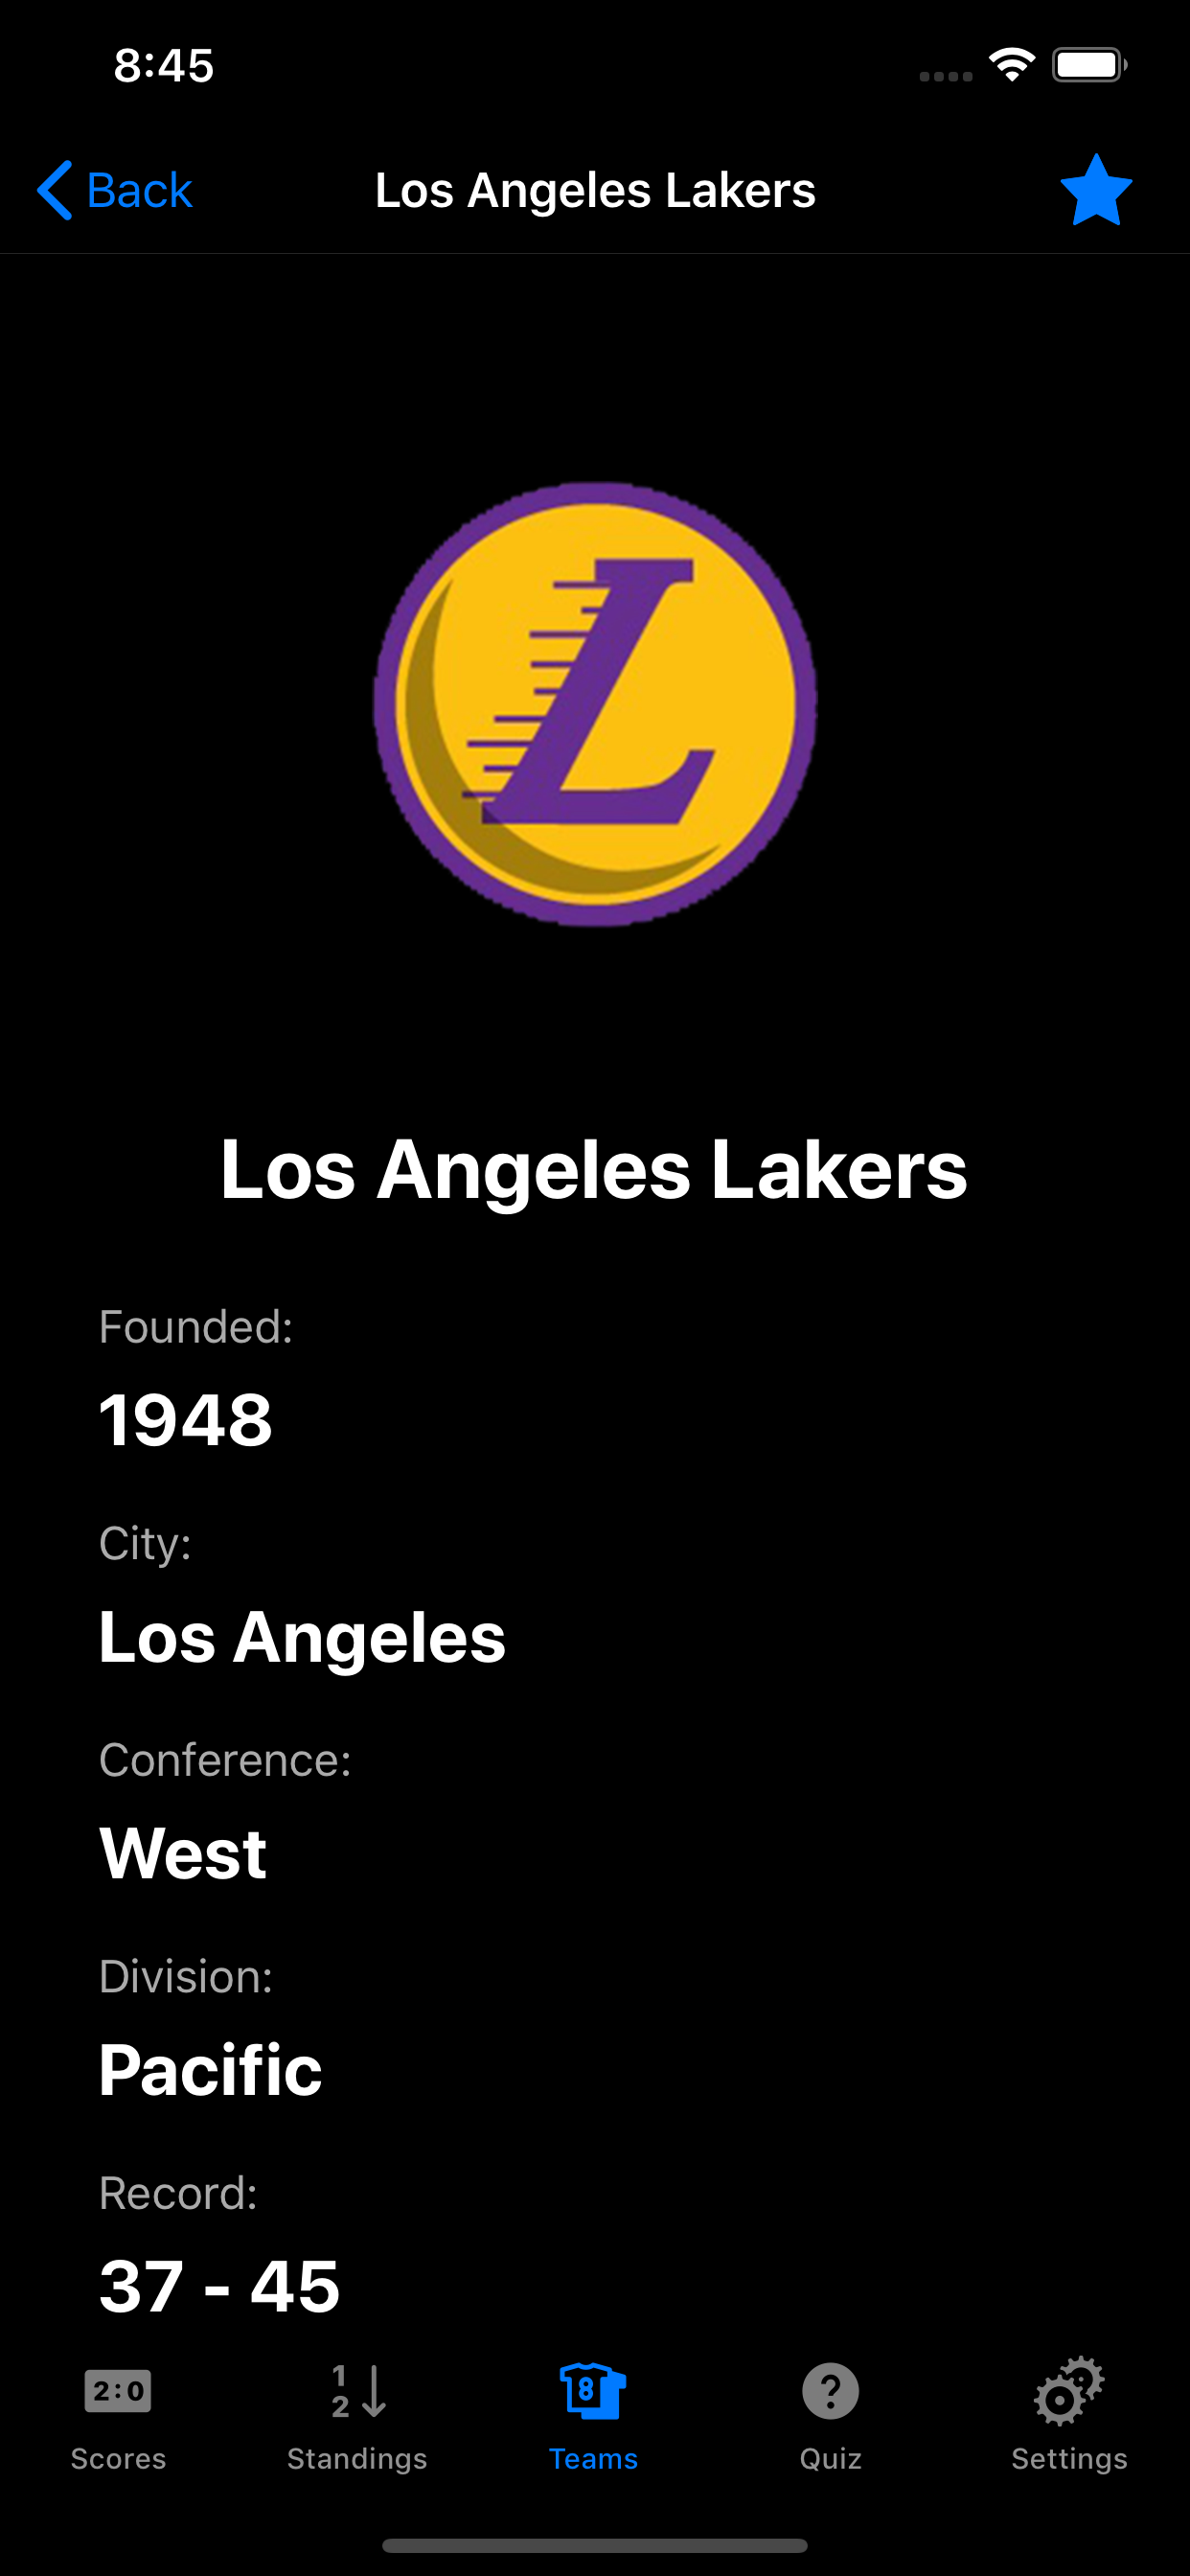 8:45
Back
Los Angeles Lakers
L
Los Angeles Lakers
Founded:
1948
City:
Los Angeles
Conference:
West
Division:
Pacific
Record:
37 - 45
2:0
1
2
8
?
Scores
Standings
Teams
Quiz
Settings